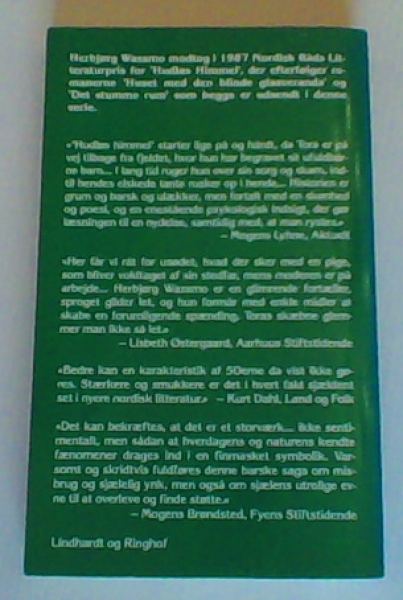 Herbjørg Wassmo modtog i 1987 Nordisk Råds Lit-
teraturpris for 'Hudløs Himmel', der efterfølger ro-
manerne 'Huset med den blinde glasveranda' og
'Det stumme rum' som begge er udsendt i denne
serie.
»'Hudløs himmel' starter lige på og hårdt, da Tora er på
vej tilbage fra fjeldet, hvor hun har begravet sit ufuldbår-
ne barn... I lang tid ruger hun over sin sorg og skam, ind-
til hendes elskede tante rusker op i hende... Historien er
grum og barsk og ulækker, men fortalt med en skønhed
og poesi, og en enestående psykologisk indsigt, der gør
læsningen til en nydelse, samtidig med, at man rystes.«
– Mogens Lyhne, Aktuelt
»Her får vi råt for usødet, hvad der sker med en pige,
som bliver voldtaget af sin stedfar, mens moderen er på
arbejde... Herbjørg Wassmo er en glimrende fortæller,
sproget glider let, og hun formår med enkle midler at
skabe en foruroligende spænding. Toras skæbne glem-
mer man ikke så let.«
– Lisbeth Østergaard, Aarhuus Stiftstidende
»Bedre kan en karakteristik af 50erne da vist ikke gø-
res. Stærkere og smukkere er det i hvert fald sjældent
set i nyere nordisk litteratur.« – Kurt Dahl, Land og Folk
»Det kan bekræftes, at det er et storværk... ikke senti-
mentalt, men sådan at hverdagens og naturens kendte
fænomener drages ind i en finmasket symbolik. Var-
somt og skridtvis fuldføres denne barske saga om mis-
brug og sjælelig ynk, men også om sjælens utrolige ev-
ne til at overleve og finde støtte.«
– Mogens Brøndsted, Fyens Stiftstidende
Lindhardt og Ringhof